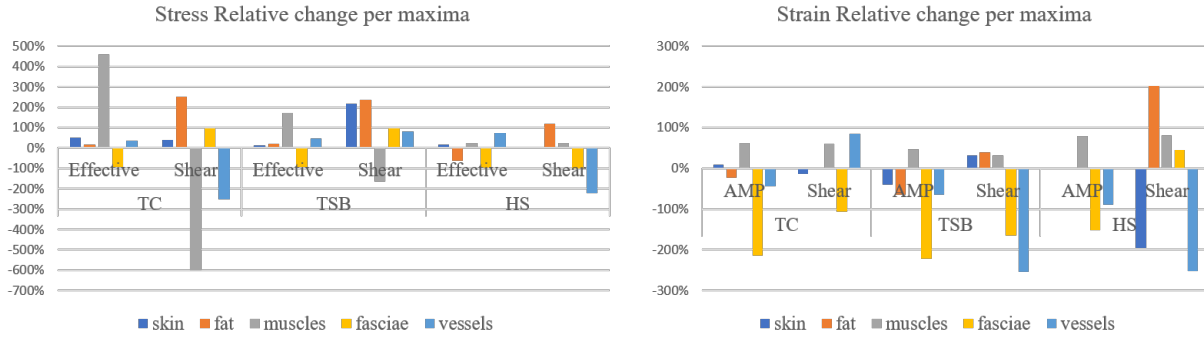 Stress Relative change per maxima
500%
400%
300%
200%
100%
0%
-100%
-200%
-300%
-400%
-500%
-600%
-700%
Effective Shear Effective Shear Effective Shear
TC TSB HS
skin fat muscles fasciae vessels
Strain Relative change per maxima
300%
200%
100%
0%
-100%
-200%
-300%
AMP Shear AMP Shear AMP Shear
TC TSB HS
skin fat muscles fasciae vessels